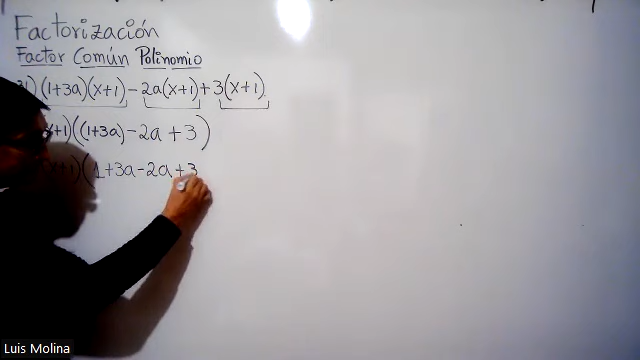 Factorización
Factor Común Polinomio
31) (1+3a)(x+1) - 2a(x+1) + 3(x+1)
x+1)((1+3a) - 2a + 3)
x+1)(1+3a-2a+3
Luis Molina